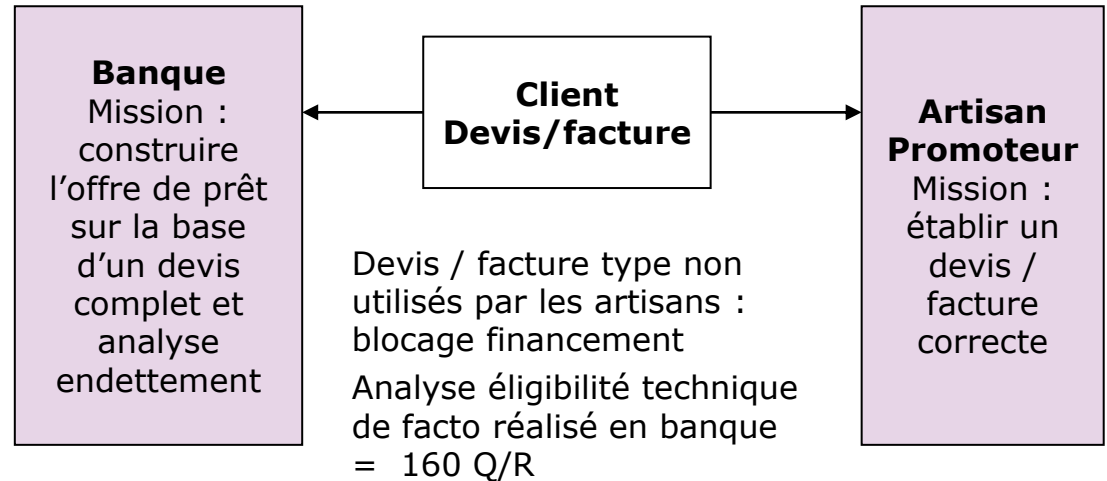 Banque
Mission :
construire
l’offre de prêt
sur la base
d’un devis
complet et
analyse
endettement
Client
Devis/facture
Devis / facture type non
utilisés par les artisans :
blocage financement
Analyse éligibilité technique
de facto réalisé en banque
= 160 Q/R
Artisan
Promoteur
Mission :
établir un
devis /
facture
correcte